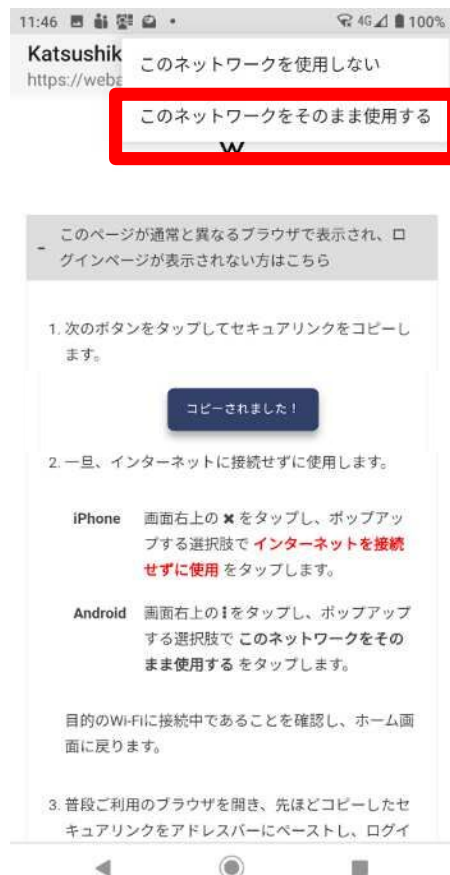 11:46
4G
100%
Katsushik
https://weba
このネットワークを使用しない
このネットワークをそのまま使用する
w
- このページが通常と異なるブラウザで表示され、ロ
グインページが表示されない方はこちら
1. 次のボタンをタップしてセキュアリンクをコピーし
ます。
コピーされました！
2. 一旦、インターネットに接続せずに使用します。
iPhone 画面右上の ✖ をタップし、ポップアッ
プする選択肢で インターネットを接続
せずに使用 をタップします。
Android 画面右上の⋮をタップし、ポップアップ
する選択肢で このネットワークをその
まま使用する をタップします。
目的のWi-Fiに接続中であることを確認し、ホーム画
面に戻ります。
3. 普段ご利用のブラウザを開き、先ほどコピーしたセ
キュアリンクをアドレスバーにペーストし、ログイ